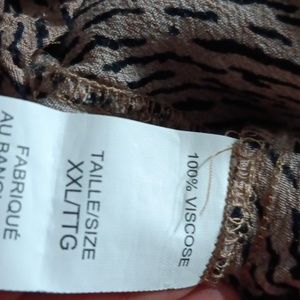 100% VISCOSE
TAILLE/SIZE
XXL/TTG
FABRIQUÉ
AU